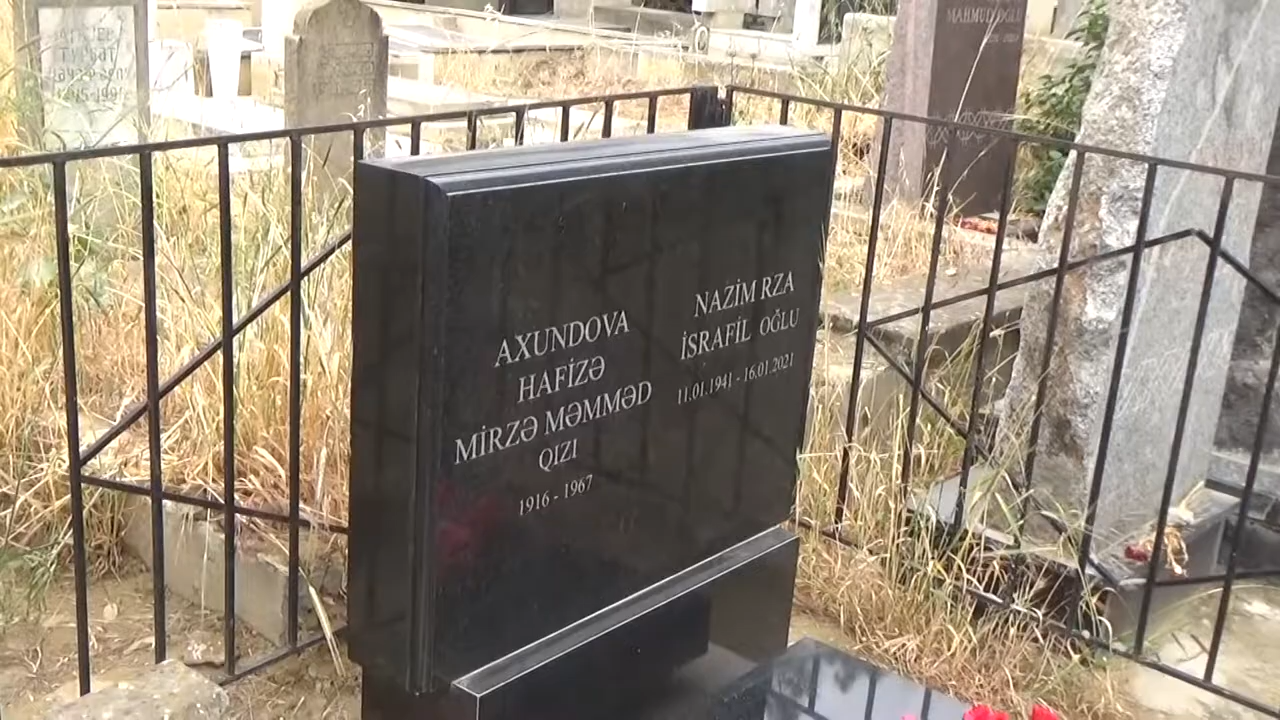 AXUNDOVA
HAFİZƏ
MİRZƏ MƏMMƏD
QIZI
1916 - 1967
NAZİM RZA
İSRAFİL OĞLU
11.01.1941 - 16.01.2021
MAHMUD OĞLU